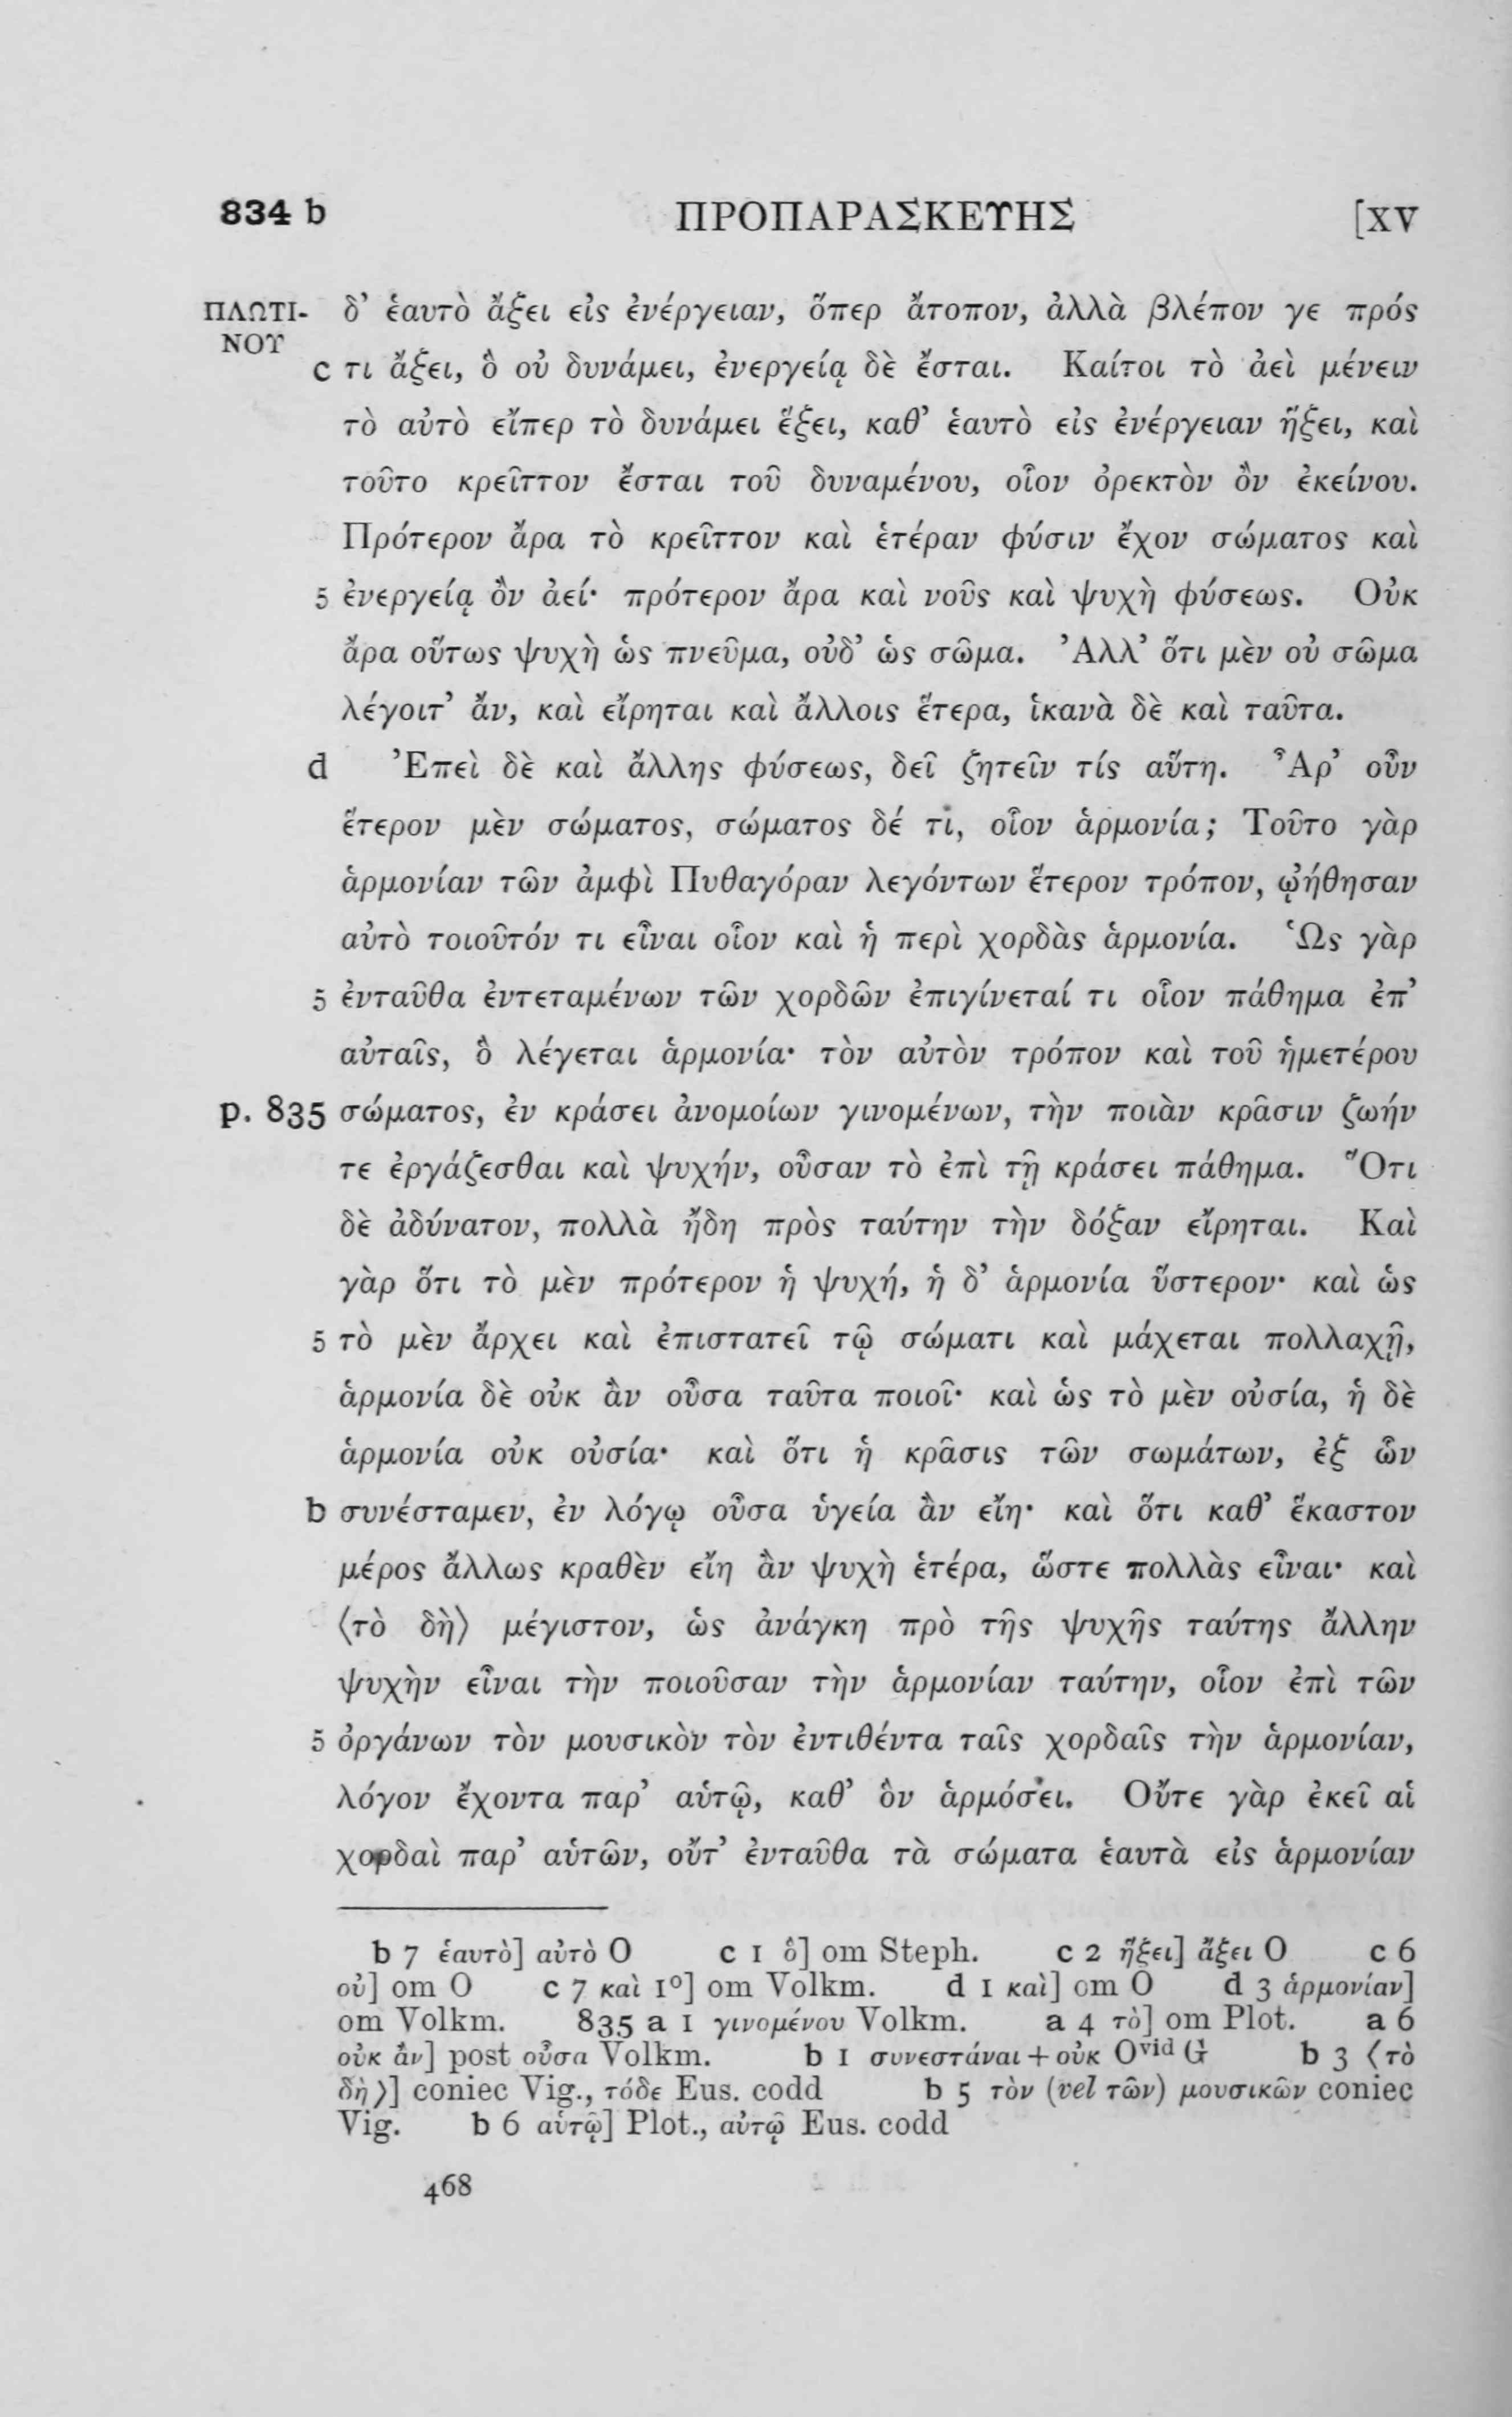 834 b ΠΡΟΠΑΡΑΣΚΕΥΗΣ [XV
ΠΛΩΤΙ- δ’ ἑαυτὸ ἄξει εἰς ἐνέργειαν, ὅπερ ἄτοπον, ἀλλὰ βλέπον γε πρός
ΝΟΥ
c τι ἄξει, ὃ οὐ δυνάμει, ἐνεργείᾳ δὲ ἔσται. Καίτοι τὸ ἀεὶ μένειν
τὸ αὐτὸ εἴπερ τὸ δυνάμει ἕξει, καθ’ ἑαυτὸ εἰς ἐνέργειαν ἥξει, καὶ
τοῦτο κρεῖττον ἔσται τοῦ δυναμένου, οἷον ὀρεκτὸν ὂν ἐκείνου.
Πρότερον ἄρα τὸ κρεῖττον καὶ ἑτέραν φύσιν ἔχον σώματος καὶ
5 ἐνεργείᾳ ὂν ἀεί· πρότερον ἄρα καὶ νοῦς καὶ ψυχὴ φύσεως. Οὐκ
ἄρα οὕτως ψυχὴ ὡς πνεῦμα, οὐδ’ ὡς σῶμα. Ἀλλ’ ὅτι μὲν οὐ σῶμα
λέγοιτ’ ἄν, καὶ εἴρηται καὶ ἄλλοις ἕτερα, ἱκανὰ δὲ καὶ ταῦτα.
d Ἐπεὶ δὲ καὶ ἄλλης φύσεως, δεῖ ζητεῖν τίς αὕτη. Ἆρ’ οὖν
ἕτερον μὲν σώματος, σώματος δέ τι, οἷον ἁρμονία; Τοῦτο γὰρ
ἁρμονίαν τῶν ἀμφὶ Πυθαγόραν λεγόντων ἕτερον τρόπον, ᾠήθησαν
αὐτὸ τοιοῦτόν τι εἶναι οἷον καὶ ἡ περὶ χορδὰς ἁρμονία. Ὡς γὰρ
5 ἐνταῦθα ἐντεταμένων τῶν χορδῶν ἐπιγίνεταί τι οἷον πάθημα ἐπ’
αὐταῖς, ὃ λέγεται ἁρμονία· τὸν αὐτὸν τρόπον καὶ τοῦ ἡμετέρου
p. 835 σώματος, ἐν κράσει ἀνομοίων γινομένων, τὴν ποιὰν κρᾶσιν ζωήν
τε ἐργάζεσθαι καὶ ψυχήν, οὖσαν τὸ ἐπὶ τῇ κράσει πάθημα. Ὅτι
δὲ ἀδύνατον, πολλὰ ἤδη πρὸς ταύτην τὴν δόξαν εἴρηται. Καὶ
γὰρ ὅτι τὸ μὲν πρότερον ἡ ψυχή, ἡ δ’ ἁρμονία ὕστερον· καὶ ὡς
5 τὸ μὲν ἄρχει καὶ ἐπιστατεῖ τῷ σώματι καὶ μάχεται πολλαχῇ,
ἁρμονία δὲ οὐκ ἂν οὖσα ταῦτα ποιοῖ· καὶ ὡς τὸ μὲν οὐσία, ἡ δὲ
ἁρμονία οὐκ οὐσία· καὶ ὅτι ἡ κρᾶσις τῶν σωμάτων, ἐξ ὧν
b συνέσταμεν, ἐν λόγῳ οὖσα ὑγεία ἂν εἴη· καὶ ὅτι καθ’ ἕκαστον
μέρος ἄλλως κραθὲν εἴη ἂν ψυχὴ ἑτέρα, ὥστε πολλὰς εἶναι· καὶ
⟨τὸ δὴ⟩ μέγιστον, ὡς ἀνάγκη πρὸ τῆς ψυχῆς ταύτης ἄλλην
ψυχὴν εἶναι τὴν ποιοῦσαν τὴν ἁρμονίαν ταύτην, οἷον ἐπὶ τῶν
5 ὀργάνων τὸν μουσικὸν τὸν ἐντιθέντα ταῖς χορδαῖς τὴν ἁρμονίαν,
λόγον ἔχοντα παρ’ αὑτῷ, καθ’ ὃν ἁρμόσει. Οὔτε γὰρ ἐκεῖ αἱ
χορδαὶ παρ’ αὑτῶν, οὔτ’ ἐνταῦθα τὰ σώματα ἑαυτὰ εἰς ἁρμονίαν
b 7 ἑαυτὸ] αὐτὸ O c 1 ὃ] om Steph. c 2 ἥξει] ἄξει O c 6
οὐ] om O c 7 καὶ 1º] om Volkm. d 1 καὶ] om O d 3 ἁρμονίαν]
om Volkm. 835 a 1 γινομένου Volkm. a 4 τὸ] om Plot. a 6
οὐκ ἂν] post οὖσα Volkm. b 1 συνεστάναι + οὐκ Oᵛⁱᵈ G b 3 ⟨τὸ
δὴ⟩] coniec Vig., τόδε Eus. codd b 5 τὸν (vel τῶν) μουσικῶν coniec
Vig. b 6 αὑτῷ] Plot., αὐτῷ Eus. codd
468